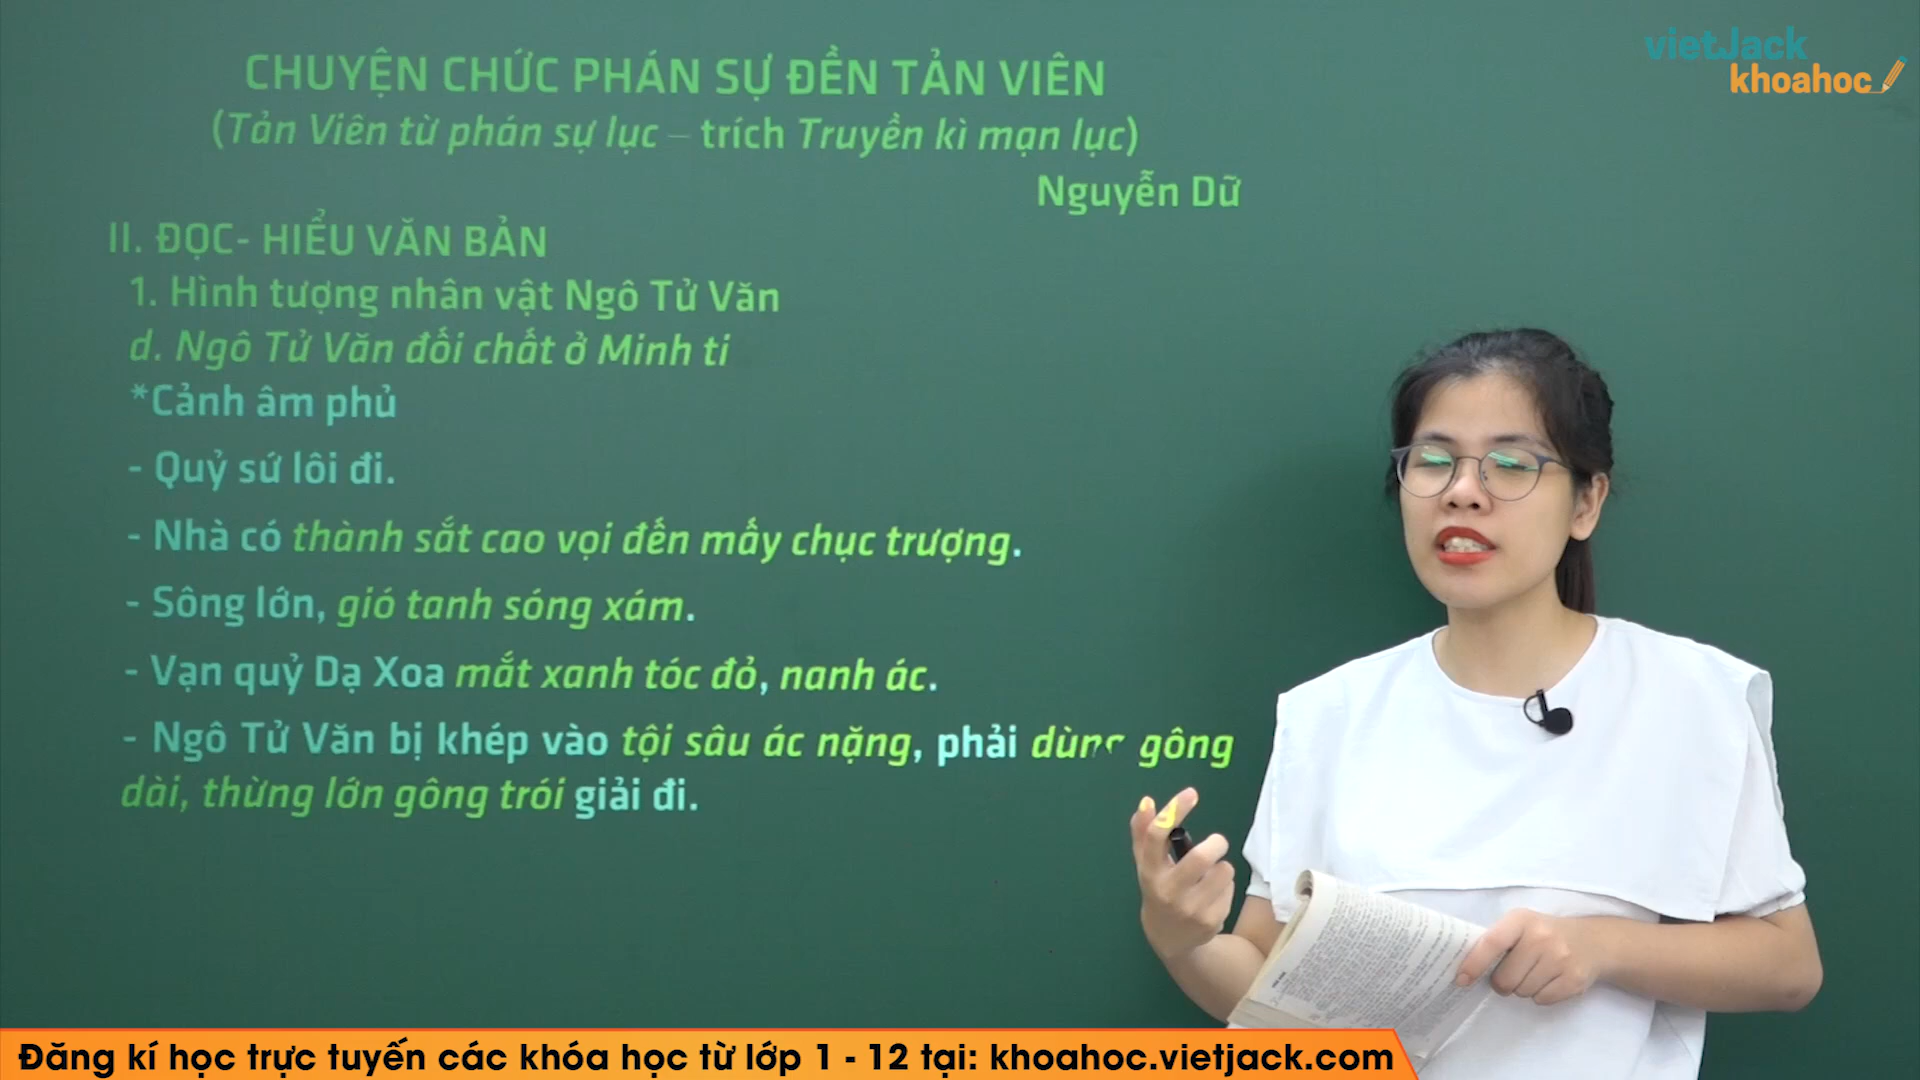 vietJack
khoahoc
CHUYỆN CHỨC PHÁN SỰ ĐỀN TẢN VIÊN
(Tản Viên từ phán sự lục – trích Truyền kì mạn lục)
Nguyễn Dữ
II. ĐỌC- HIỂU VĂN BẢN
1. Hình tượng nhân vật Ngô Tử Văn
d. Ngô Tử Văn đối chất ở Minh ti
*Cảnh âm phủ
- Quỷ sứ lôi đi.
- Nhà có thành sắt cao vọi đến mấy chục trượng.
- Sông lớn, gió tanh sóng xám.
- Vạn quỷ Dạ Xoa mắt xanh tóc đỏ, nanh ác.
- Ngô Tử Văn bị khép vào tội sâu ác nặng, phải dùng gông
dài, thừng lớn gông trói giải đi.
Đăng kí học trực tuyến các khóa học từ lớp 1 - 12 tại: khoahoc.vietjack.com